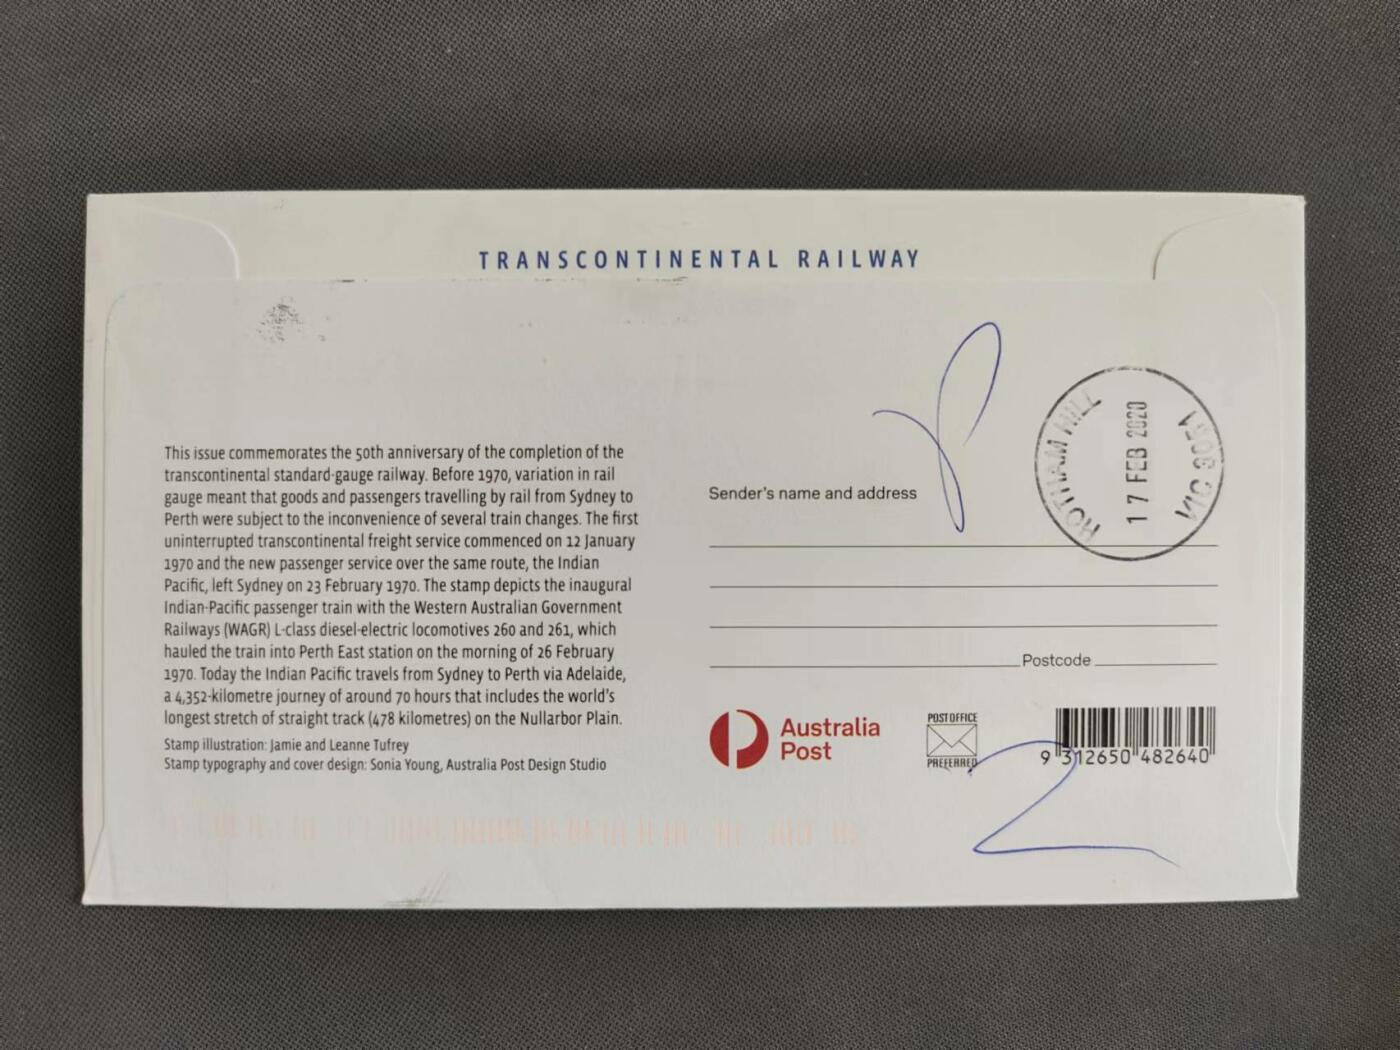 TRANSCONTINENTAL RAILWAY
This issue commemorates the 50th anniversary of the completion of the
transcontinental standard-gauge railway. Before 1970, variation in rail
gauge meant that goods and passengers travelling by rail from Sydney to
Perth were subject to the inconvenience of several train changes. The first
uninterrupted transcontinental freight service commenced on 12 January
1970 and the new passenger service over the same route, the Indian
Pacific, left Sydney on 23 February 1970. The stamp depicts the inaugural
Indian-Pacific passenger train with the Western Australian Government
Railways (WAGR) L-class diesel-electric locomotives 260 and 261, which
hauled the train into Perth East station on the morning of 26 February
1970. Today the Indian Pacific travels from Sydney to Perth via Adelaide,
a 4,352-kilometre journey of around 70 hours that includes the world's
longest stretch of straight track (478 kilometres) on the Nullarbor Plain.
Stamp illustration: Jamie and Leanne Tufrey
Stamp typography and cover design: Sonia Young, Australia Post Design Studio
HOTHAM HILL
17 FEB 2020
VIC 3051
Sender's name and address
Postcode
Australia
Post
POST OFFICE
PREFERRED
9 312650 482640
2